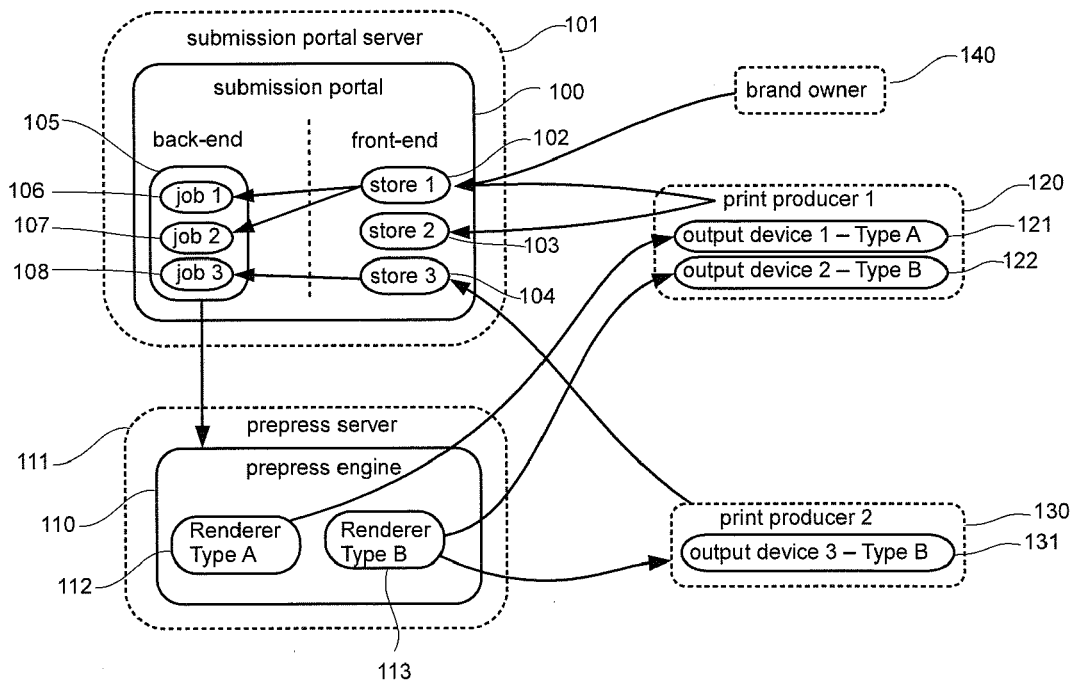 submission portal server
101
submission portal
100
140
brand owner
105
back-end
front-end
102
106
job 1
store 1
120
print producer 1
107
job 2
store 2
103
output device 1 – Type A
121
108
job 3
store 3
104
output device 2 – Type B
122
prepress server
111
prepress engine
110
Renderer
Type A
Renderer
Type B
112
113
print producer 2
130
output device 3 – Type B
131